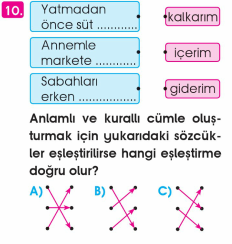 10.
Yatmadan
önce süt ............
kalkarım
Annemle
markete ............
içerim
Sabahları
erken .................
giderim
Anlamlı ve kurallı cümle oluş-
turmak için yukarıdaki sözcük-
ler eşleştirilirse hangi eşleştirme
doğru olur?
A) B) C)